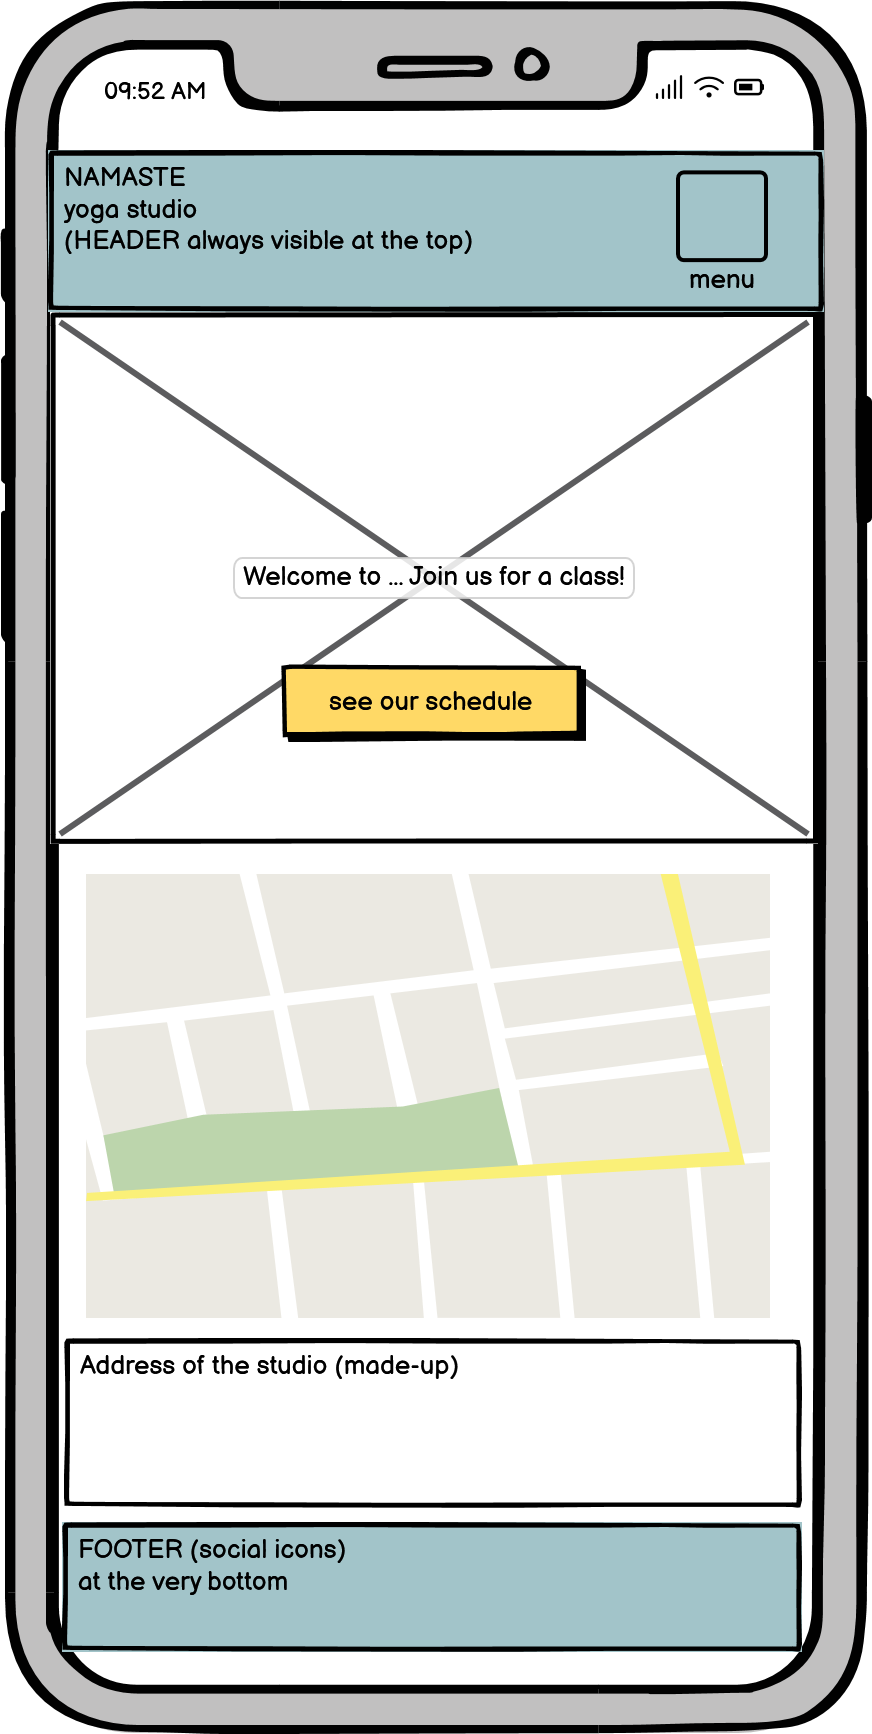 09:52 AM
NAMASTE
yoga studio
(HEADER always visible at the top)
menu
Welcome to ... Join us for a class!
see our schedule
Address of the studio (made-up)
FOOTER (social icons)
at the very bottom